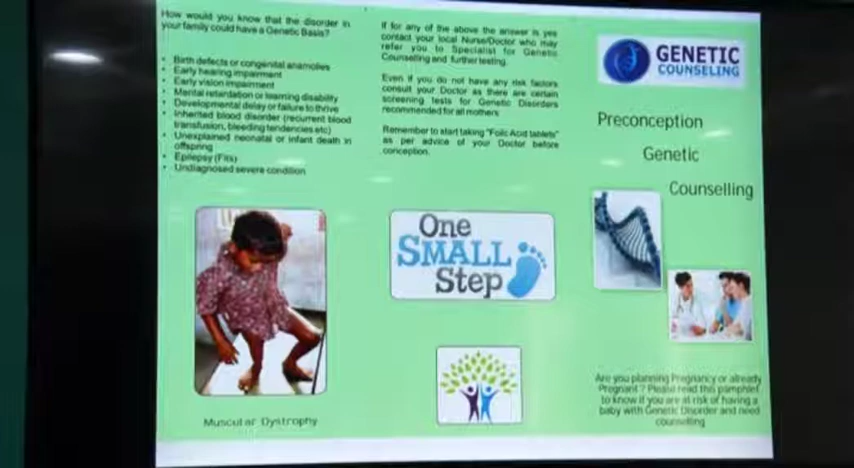 How would you know that the disorder in
your family could have a Genetic Basis?
• Birth defects or congenital anamolies
• Early hearing impairment
• Early vision impairment
• Mental retardation or learning disability
• Developmental delay or failure to thrive
• Inherited blood disorder (recurrent blood
transfusion, bleeding tendencies etc)
• Unexplained neonatal or infant death in
offspring
• Epilepsy (Fits)
• Undiagnosed severe condition
Muscular Dystrophy
If for any of the above the answer is yes
contact your local Nurse/Doctor who may
refer you to Specialist for Genetic
Counselling and further testing.
Even if you do not have any risk factors
consult your Doctor as there are certain
screening tests for Genetic Disorders
recommended for all mothers
Remember to start taking "Folic Acid tablets"
as per advice of your Doctor before
conception.
One
SMALL
Step
GENETIC
COUNSELING
Preconception
Genetic
Counselling
Are you planning Pregnancy or already
Pregnant? Please read this pamphlet
to know if you are at risk of having a
baby with Genetic Disorder and need
counselling